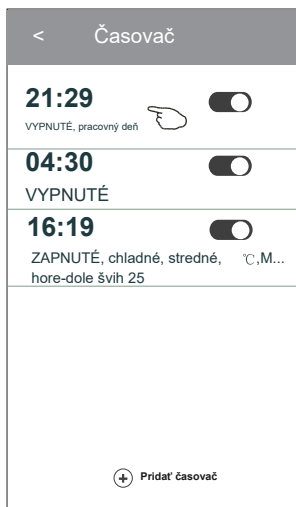 < Časovač
21:29
VYPNUTÉ, pracovný deň
04:30
VYPNUTÉ
16:19
ZAPNUTÉ, chladné, stredné, ℃,M...
hore-dole švih 25
Pridať časovač